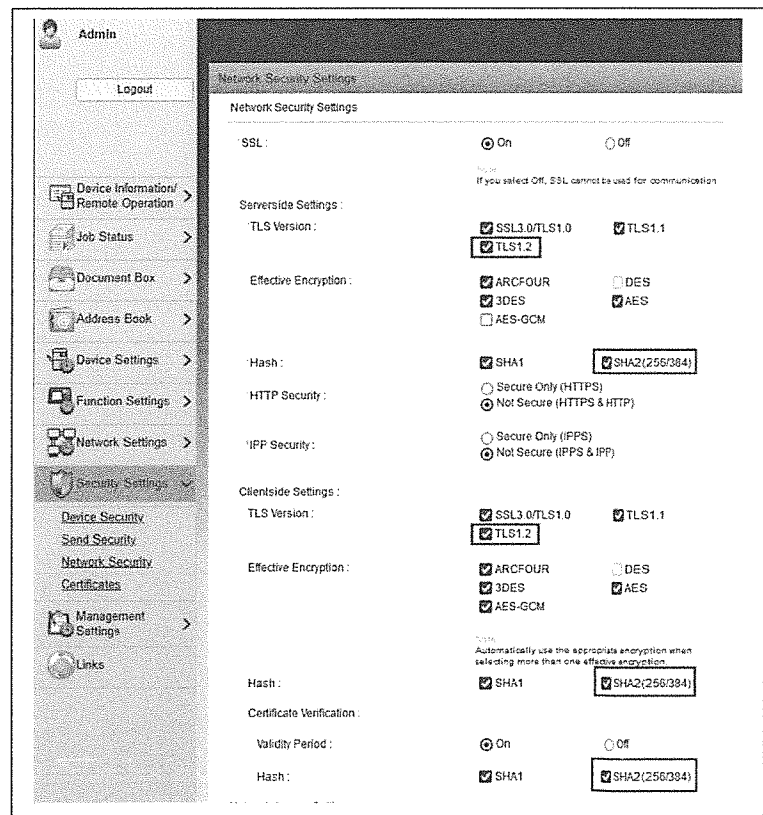 Admin
Logout
Device Information/
Remote Operation
Job Status
Document Box
Address Book
Device Settings
Function Settings
Network Settings
Security Settings
Device Security
Send Security
Network Security
Certificates
Management
Settings
Links
Network Security Settings
Network Security Settings
*SSL : On Off
Note
If you select Off, SSL cannot be used for communication
Serverside Settings :
*TLS Version : SSL3.0/TLS1.0 TLS1.1
TLS1.2
Effective Encryption : ARCFOUR DES
3DES AES
AES-GCM
*Hash : SHA1 SHA2(256/384)
*HTTP Security : Secure Only (HTTPS)
Not Secure (HTTPS & HTTP)
*IPP Security : Secure Only (IPPS)
Not Secure (IPPS & IPP)
Clientside Settings :
TLS Version : SSL3.0/TLS1.0 TLS1.1
TLS1.2
Effective Encryption : ARCFOUR DES
3DES AES
AES-GCM
Note
Automatically use the appropriate encryption when
selecting more than one effective encryption.
Hash : SHA1 SHA2(256/384)
Certificate Verification :
Validity Period : On Off
Hash : SHA1 SHA2(256/384)